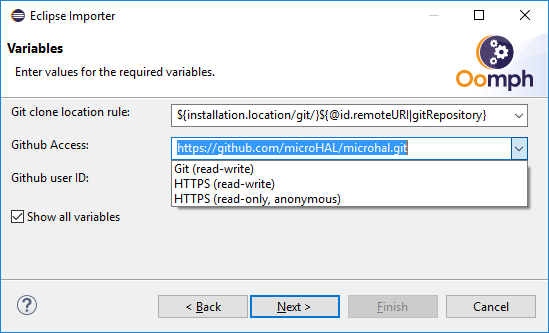 Eclipse Importer
Variables
Enter values for the required variables.
Oomph
Git clone location rule: ${installation.location/git/}${@id.remoteURI|gitRepository}
Github Access: https://github.com/microHAL/microhal.git
Git (read-write)
Github user ID: HTTPS (read-write)
HTTPS (read-only, anonymous)
Show all variables
? < Back Next > Finish Cancel